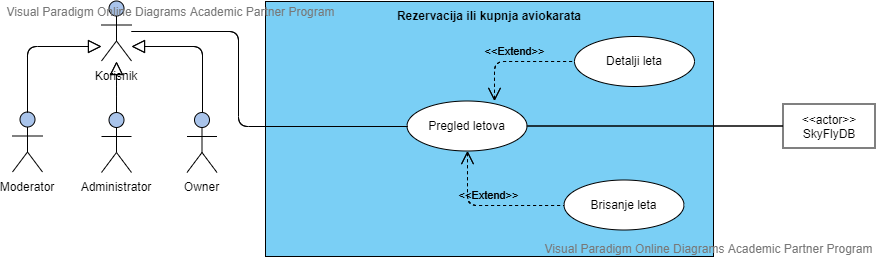 Visual Paradigm Online Diagrams Academic Partner Program
Rezervacija ili kupnja aviokarata
<<Extend>>
Detalji leta
Korisnik
Pregled letova
<<actor>>
SkyFlyDB
Moderator
Administrator
Owner
<<Extend>>
Brisanje leta
Visual Paradigm Online Diagrams Academic Partner Program